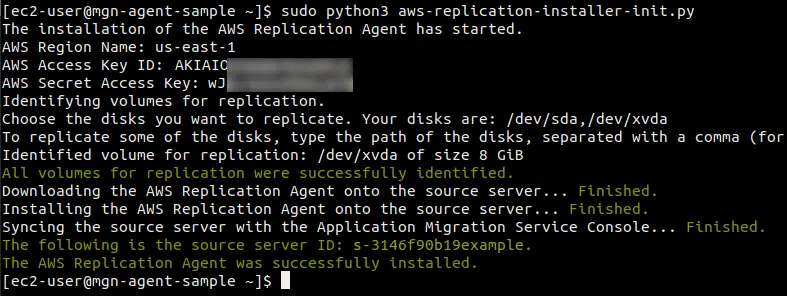 [ec2-user@mgn-agent-sample ~]$ sudo python3 aws-replication-installer-init.py
The installation of the AWS Replication Agent has started.
AWS Region Name: us-east-1
AWS Access Key ID: AKIAIO
AWS Secret Access Key: wJ
Identifying volumes for replication.
Choose the disks you want to replicate. Your disks are: /dev/sda,/dev/xvda
To replicate some of the disks, type the path of the disks, separated with a comma (for
Identified volume for replication: /dev/xvda of size 8 GiB
All volumes for replication were successfully identified.
Downloading the AWS Replication Agent onto the source server... Finished.
Installing the AWS Replication Agent onto the source server... Finished.
Syncing the source server with the Application Migration Service Console... Finished.
The following is the source server ID: s-3146f90b19example.
The AWS Replication Agent was successfully installed.
[ec2-user@mgn-agent-sample ~]$